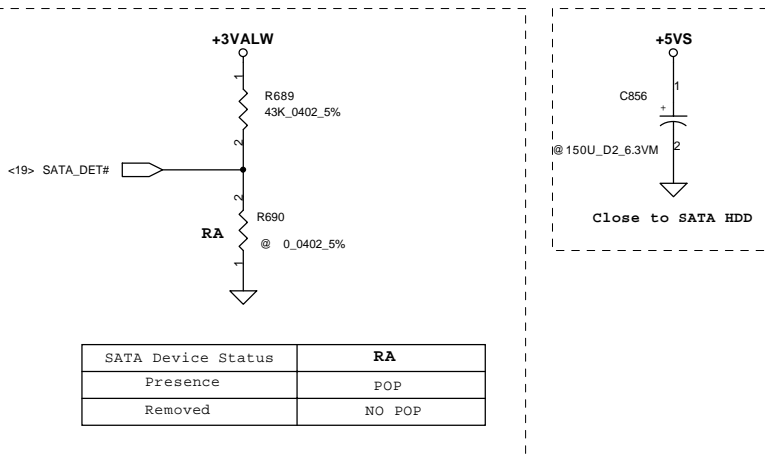 +3VALW
1
R689
43K_0402_5%
2
<19> SATA_DET#
2
R690
RA
@ 0_0402_5%
1
SATA Device Status RA
Presence POP
Removed NO POP
+5VS
1
C856
+
@ 150U_D2_6.3VM
2
Close to SATA HDD